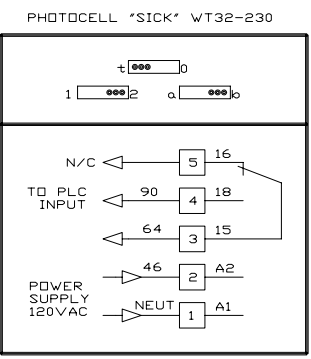 PHOTOCELL "SICK" WT32-230
t 0
1 2 a b
N/C 5 16
TO PLC INPUT
90 4 18
64 3 15
46 2 A2
POWER SUPPLY 120VAC
NEUT 1 A1